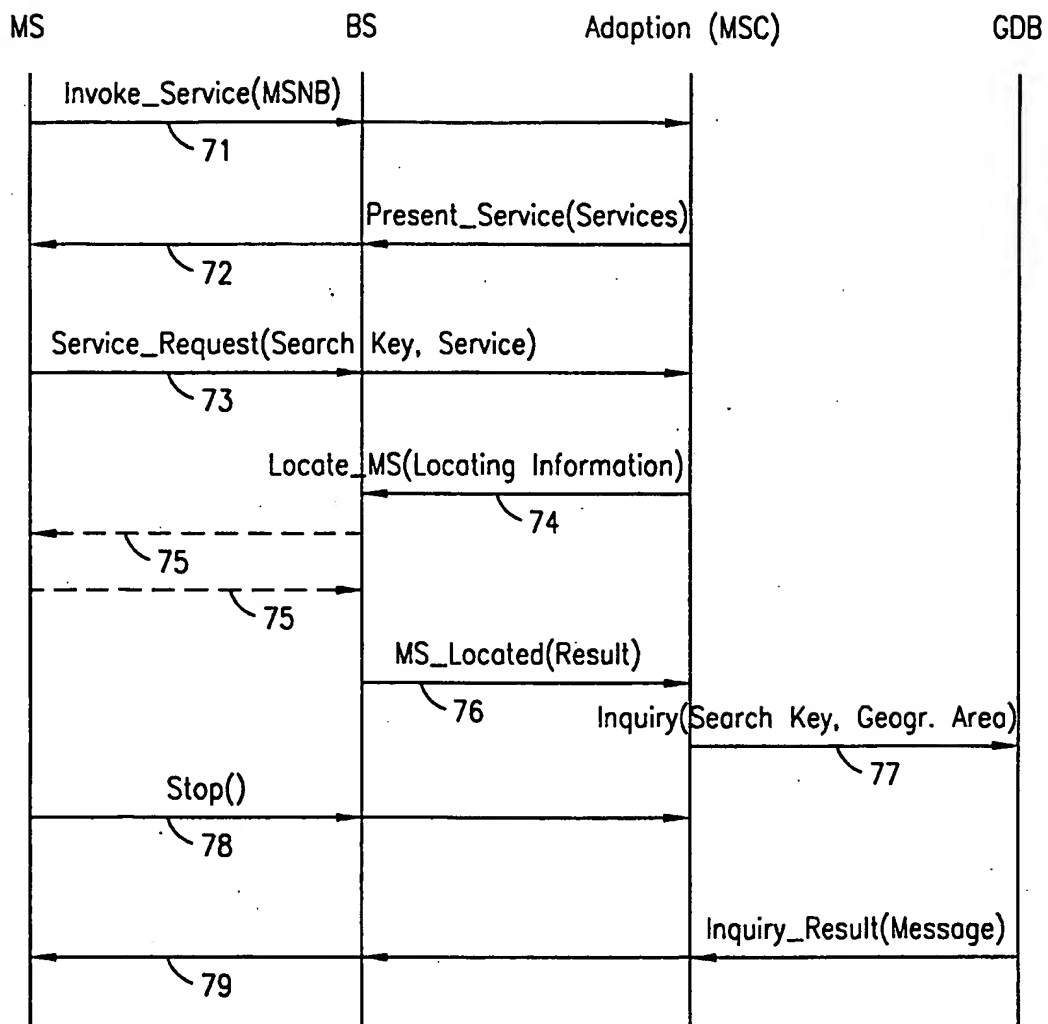 MS BS Adaption (MSC) GDB
Invoke_Service(MSNB)
71
Present_Service(Services)
72
Service_Request(Search Key, Service)
73
Locate_MS(Locating Information)
74
75
75
MS_Located(Result)
76
Inquiry(Search Key, Geogr. Area)
77
Stop()
78
Inquiry_Result(Message)
79